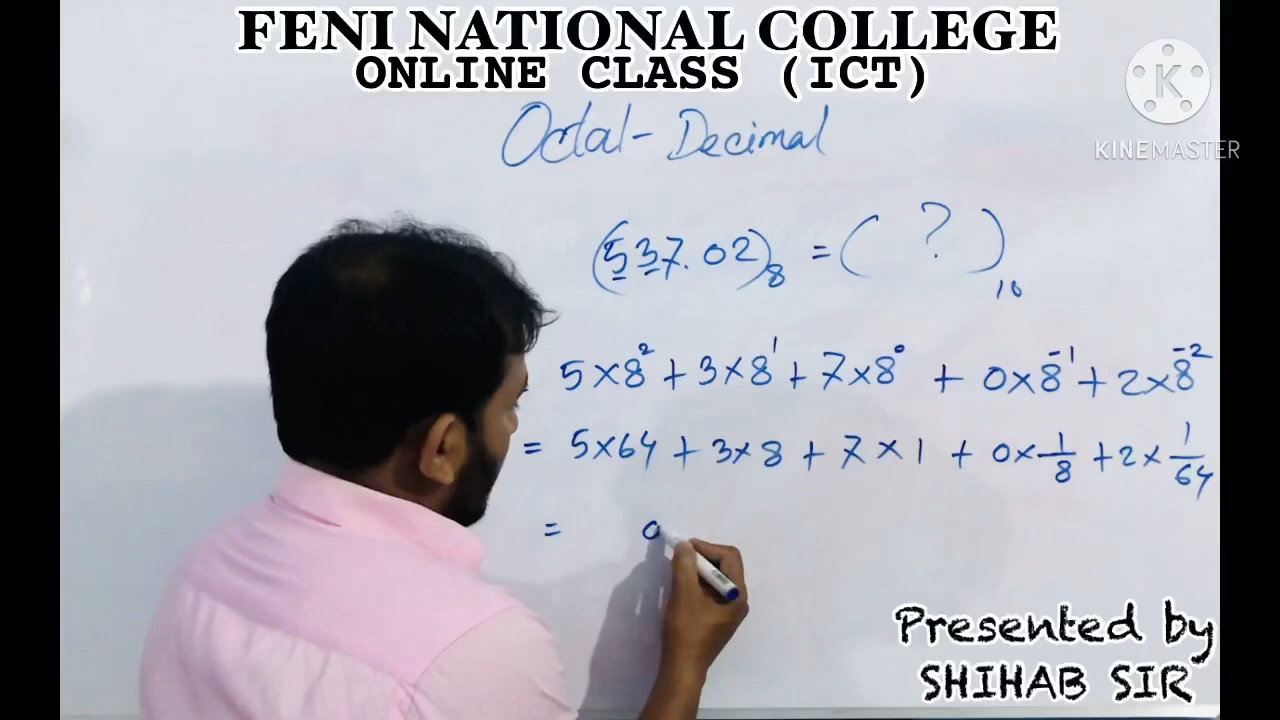 FENI NATIONAL COLLEGE
ONLINE CLASS (ICT)
K
KINEMASTER
Octal - Decimal
(537.02)₈ = ( ? )₁₀
5×8² + 3×8¹ + 7×8⁰ + 0×8⁻¹ + 2×8⁻²
= 5×64 + 3×8 + 7×1 + 0×1/8 + 2×1/64
= 0
Presented by
SHIHAB SIR